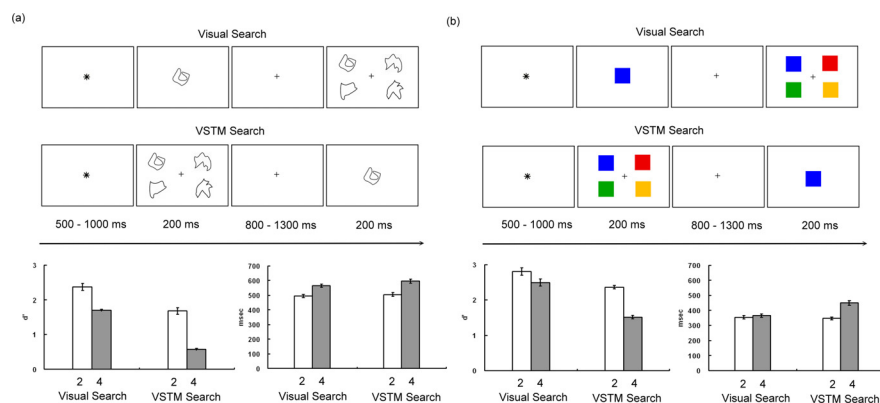 (a)
Visual Search
VSTM Search
500 - 1000 ms 200 ms 800 - 1300 ms 200 ms
3
2
1
0
d'
2 4 2 4
Visual Search VSTM Search
600
500
400
300
200
100
0
msec
2 4 2 4
Visual Search VSTM Search
(b)
Visual Search
VSTM Search
500 - 1000 ms 200 ms 800 - 1300 ms 200 ms
3
2
1
0
d'
2 4 2 4
Visual Search VSTM Search
700
600
500
400
300
200
100
0
msec
2 4 2 4
Visual Search VSTM Search